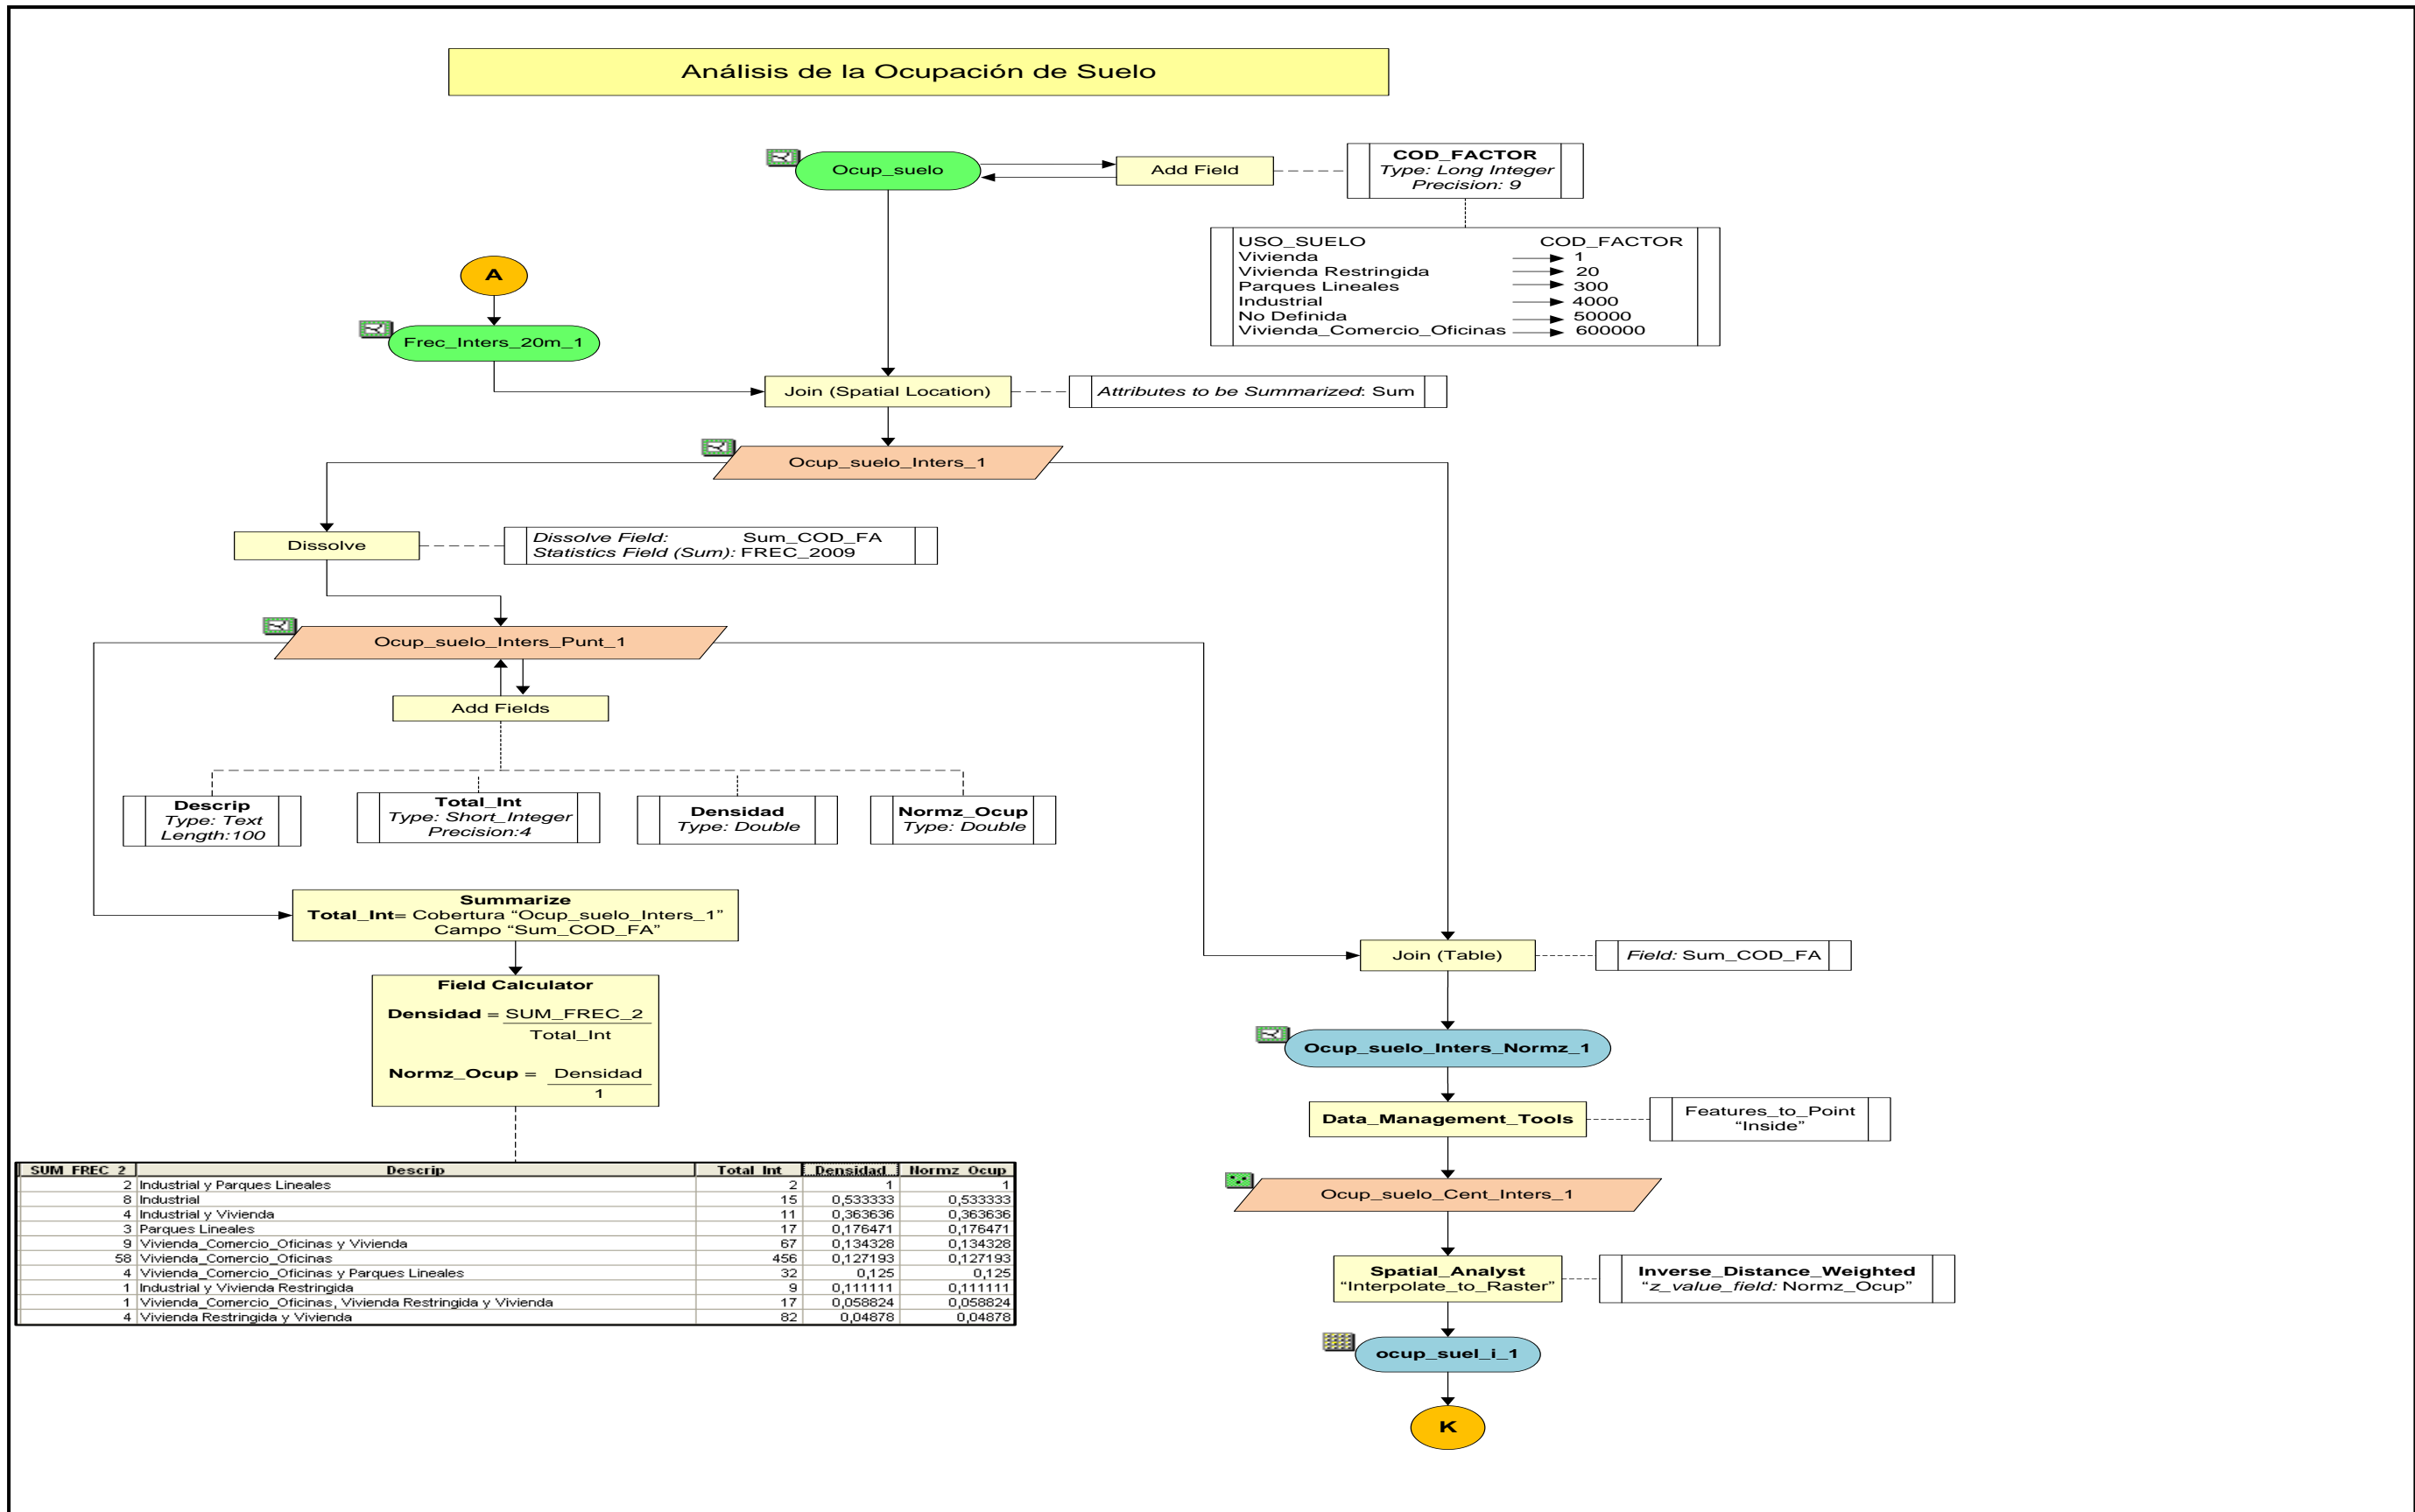 Análisis de la Ocupación de Suelo
Ocup_suelo
Add Field
COD_FACTOR
Type: Long Integer
Precision: 9
USO_SUELO COD_FACTOR
Vivienda 1
Vivienda Restringida 20
Parques Lineales 300
Industrial 4000
No Definida 50000
Vivienda_Comercio_Oficinas 600000
A
Frec_Inters_20m_1
Join (Spatial Location)
Attributes to be Summarized: Sum
Ocup_suelo_Inters_1
Dissolve
Dissolve Field: Sum_COD_FA
Statistics Field (Sum): FREC_2009
Ocup_suelo_Inters_Punt_1
Add Fields
Descrip
Type: Text
Length:100
Total_Int
Type: Short_Integer
Precision:4
Densidad
Type: Double
Normz_Ocup
Type: Double
Summarize
Total_Int= Cobertura “Ocup_suelo_Inters_1”
Campo “Sum_COD_FA”
Field Calculator
Densidad = SUM_FREC_2
Total_Int
Normz_Ocup = Densidad
1
SUM_FREC_2 Descrip Total_Int Densidad Normz_Ocup
2 Industrial y Parques Lineales 2 1 1
8 Industrial 15 0,533333 0,533333
4 Industrial y Vivienda 11 0,363636 0,363636
3 Parques Lineales 17 0,176471 0,176471
9 Vivienda_Comercio_Oficinas y Vivienda 67 0,134328 0,134328
58 Vivienda_Comercio_Oficinas 456 0,127193 0,127193
4 Vivienda_Comercio_Oficinas y Parques Lineales 32 0,125 0,125
1 Industrial y Vivienda Restringida 9 0,111111 0,111111
1 Vivienda_Comercio_Oficinas, Vivienda Restringida y Vivienda 17 0,058824 0,058824
4 Vivienda Restringida y Vivienda 82 0,04878 0,04878
Join (Table)
Field: Sum_COD_FA
Ocup_suelo_Inters_Normz_1
Data_Management_Tools
Features_to_Point
“Inside”
Ocup_suelo_Cent_Inters_1
Spatial_Analyst
“Interpolate_to_Raster”
Inverse_Distance_Weighted
“z_value_field: Normz_Ocup”
ocup_suel_i_1
K